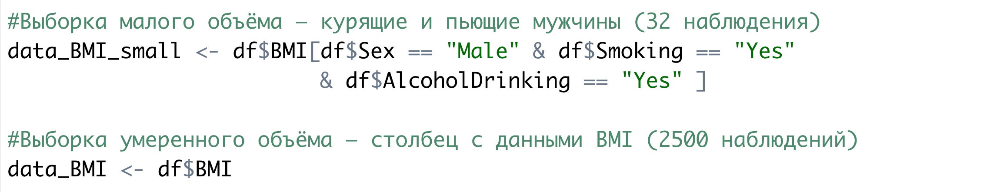 #Выборка малого объёма – курящие и пьющие мужчины (32 наблюдения)
data_BMI_small <- df$BMI[df$Sex == "Male" & df$Smoking == "Yes"
& df$AlcoholDrinking == "Yes" ]
#Выборка умеренного объёма – столбец с данными BMI (2500 наблюдений)
data_BMI <- df$BMI